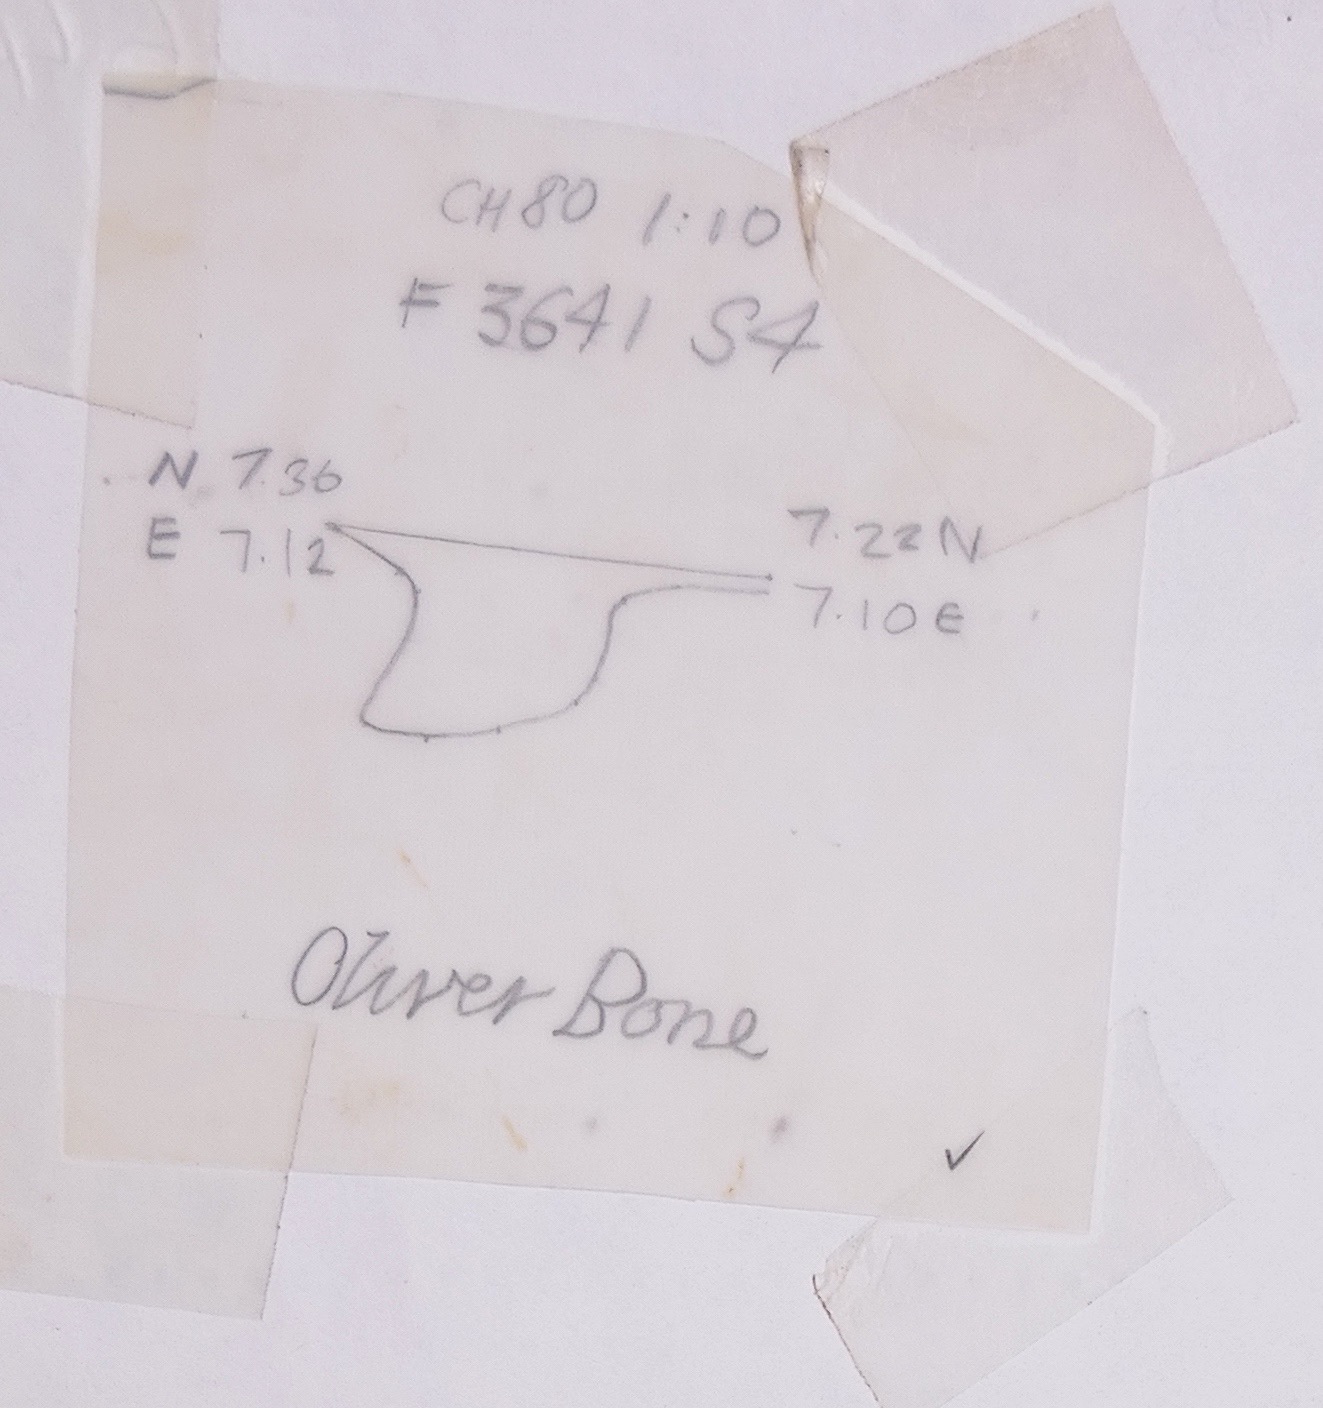 CH80 1:10
F 3641 S4
N 7.36
E 7.12
7.22N
7.10E
Oliver Bone